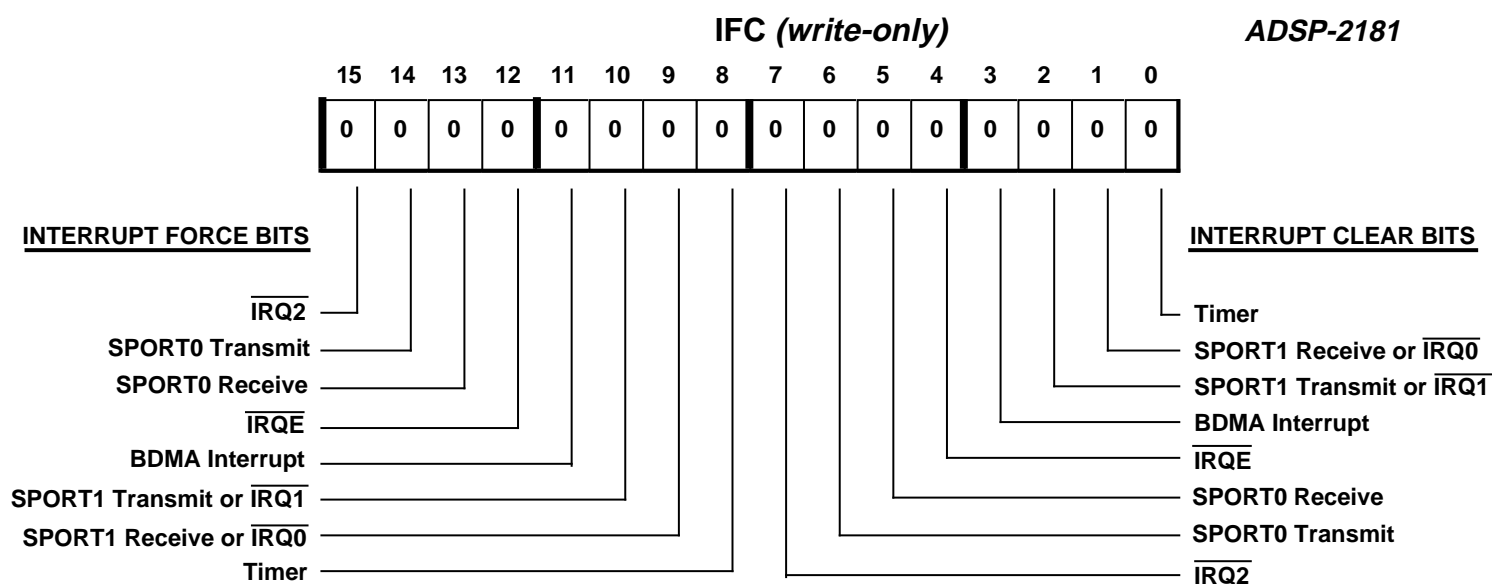 IFC (write-only) ADSP-2181
15 14 13 12 11 10 9 8 7 6 5 4 3 2 1 0
0 0 0 0 0 0 0 0 0 0 0 0 0 0 0 0
INTERRUPT FORCE BITS
IRQ2
SPORT0 Transmit
SPORT0 Receive
IRQE
BDMA Interrupt
SPORT1 Transmit or IRQ1
SPORT1 Receive or IRQ0
Timer
INTERRUPT CLEAR BITS
Timer
SPORT1 Receive or IRQ0
SPORT1 Transmit or IRQ1
BDMA Interrupt
IRQE
SPORT0 Receive
SPORT0 Transmit
IRQ2